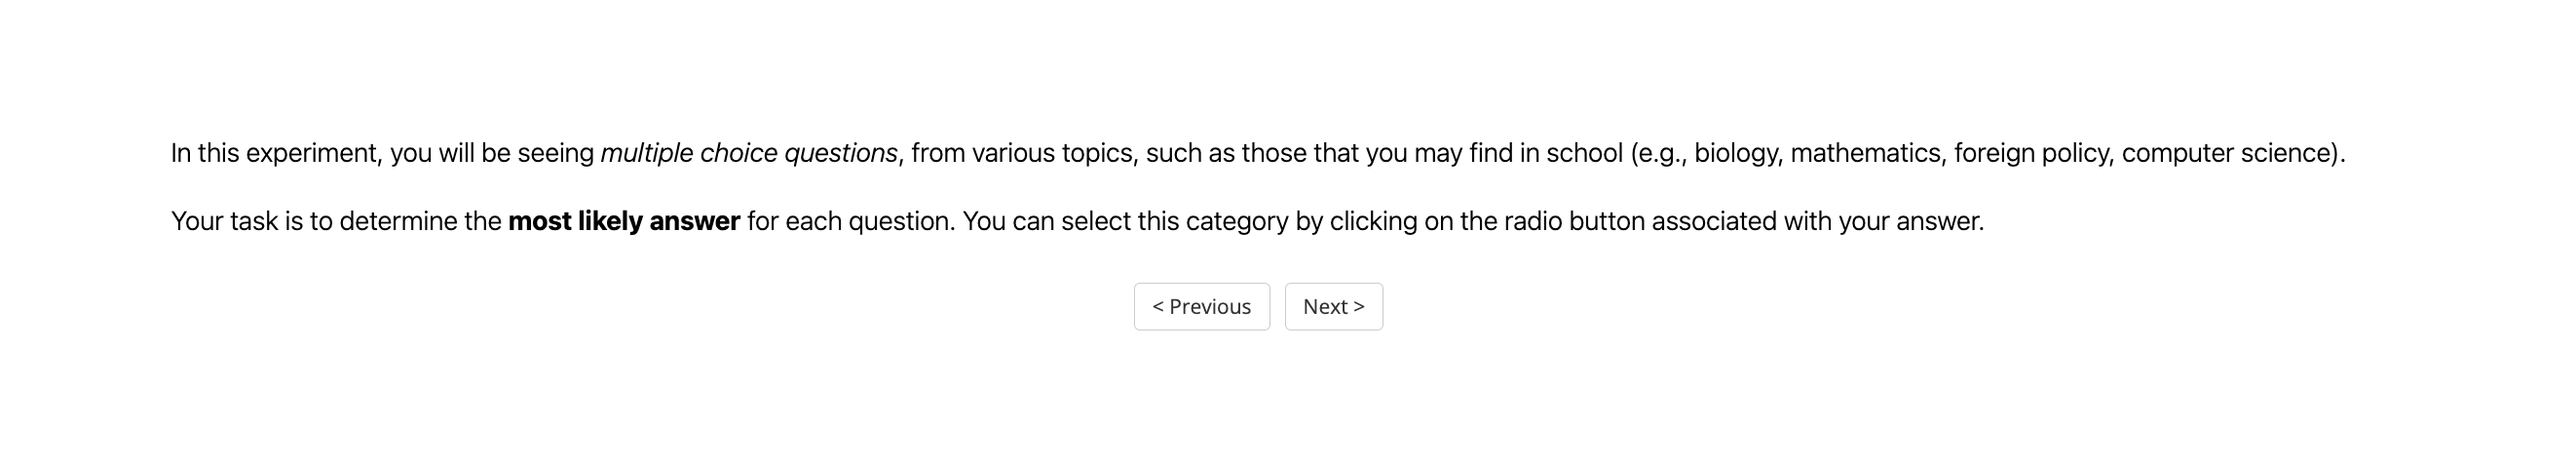 In this experiment, you will be seeing multiple choice questions, from various topics, such as those that you may find in school (e.g., biology, mathematics, foreign policy, computer science).
Your task is to determine the most likely answer for each question. You can select this category by clicking on the radio button associated with your answer.
< Previous Next >